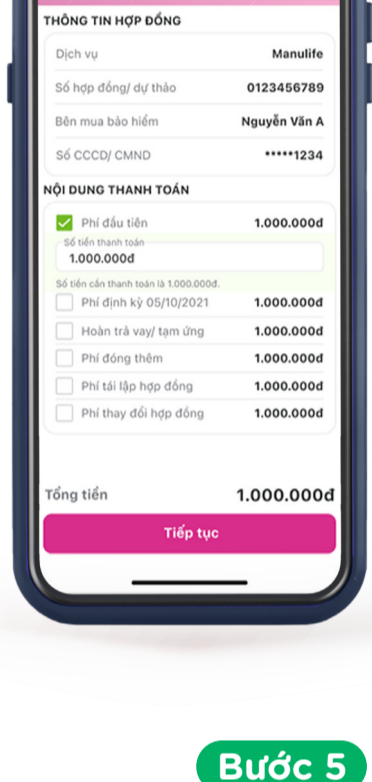 THÔNG TIN HỢP ĐỒNG
Dịch vụ Manulife
Số hợp đồng/ dự thảo 0123456789
Bên mua bảo hiểm Nguyễn Văn A
Số CCCD/ CMND •••••1234
NỘI DUNG THANH TOÁN
Phí đầu tiên 1.000.000đ
Số tiền thanh toán
1.000.000đ
Số tiền cần thanh toán là 1.000.000đ.
Phí định kỳ 05/10/2021 1.000.000đ
Hoàn trả vay/ tạm ứng 1.000.000đ
Phí đóng thêm 1.000.000đ
Phí tái lập hợp đồng 1.000.000đ
Phí thay đổi hợp đồng 1.000.000đ
Tổng tiền 1.000.000đ
Tiếp tục
Bước 5